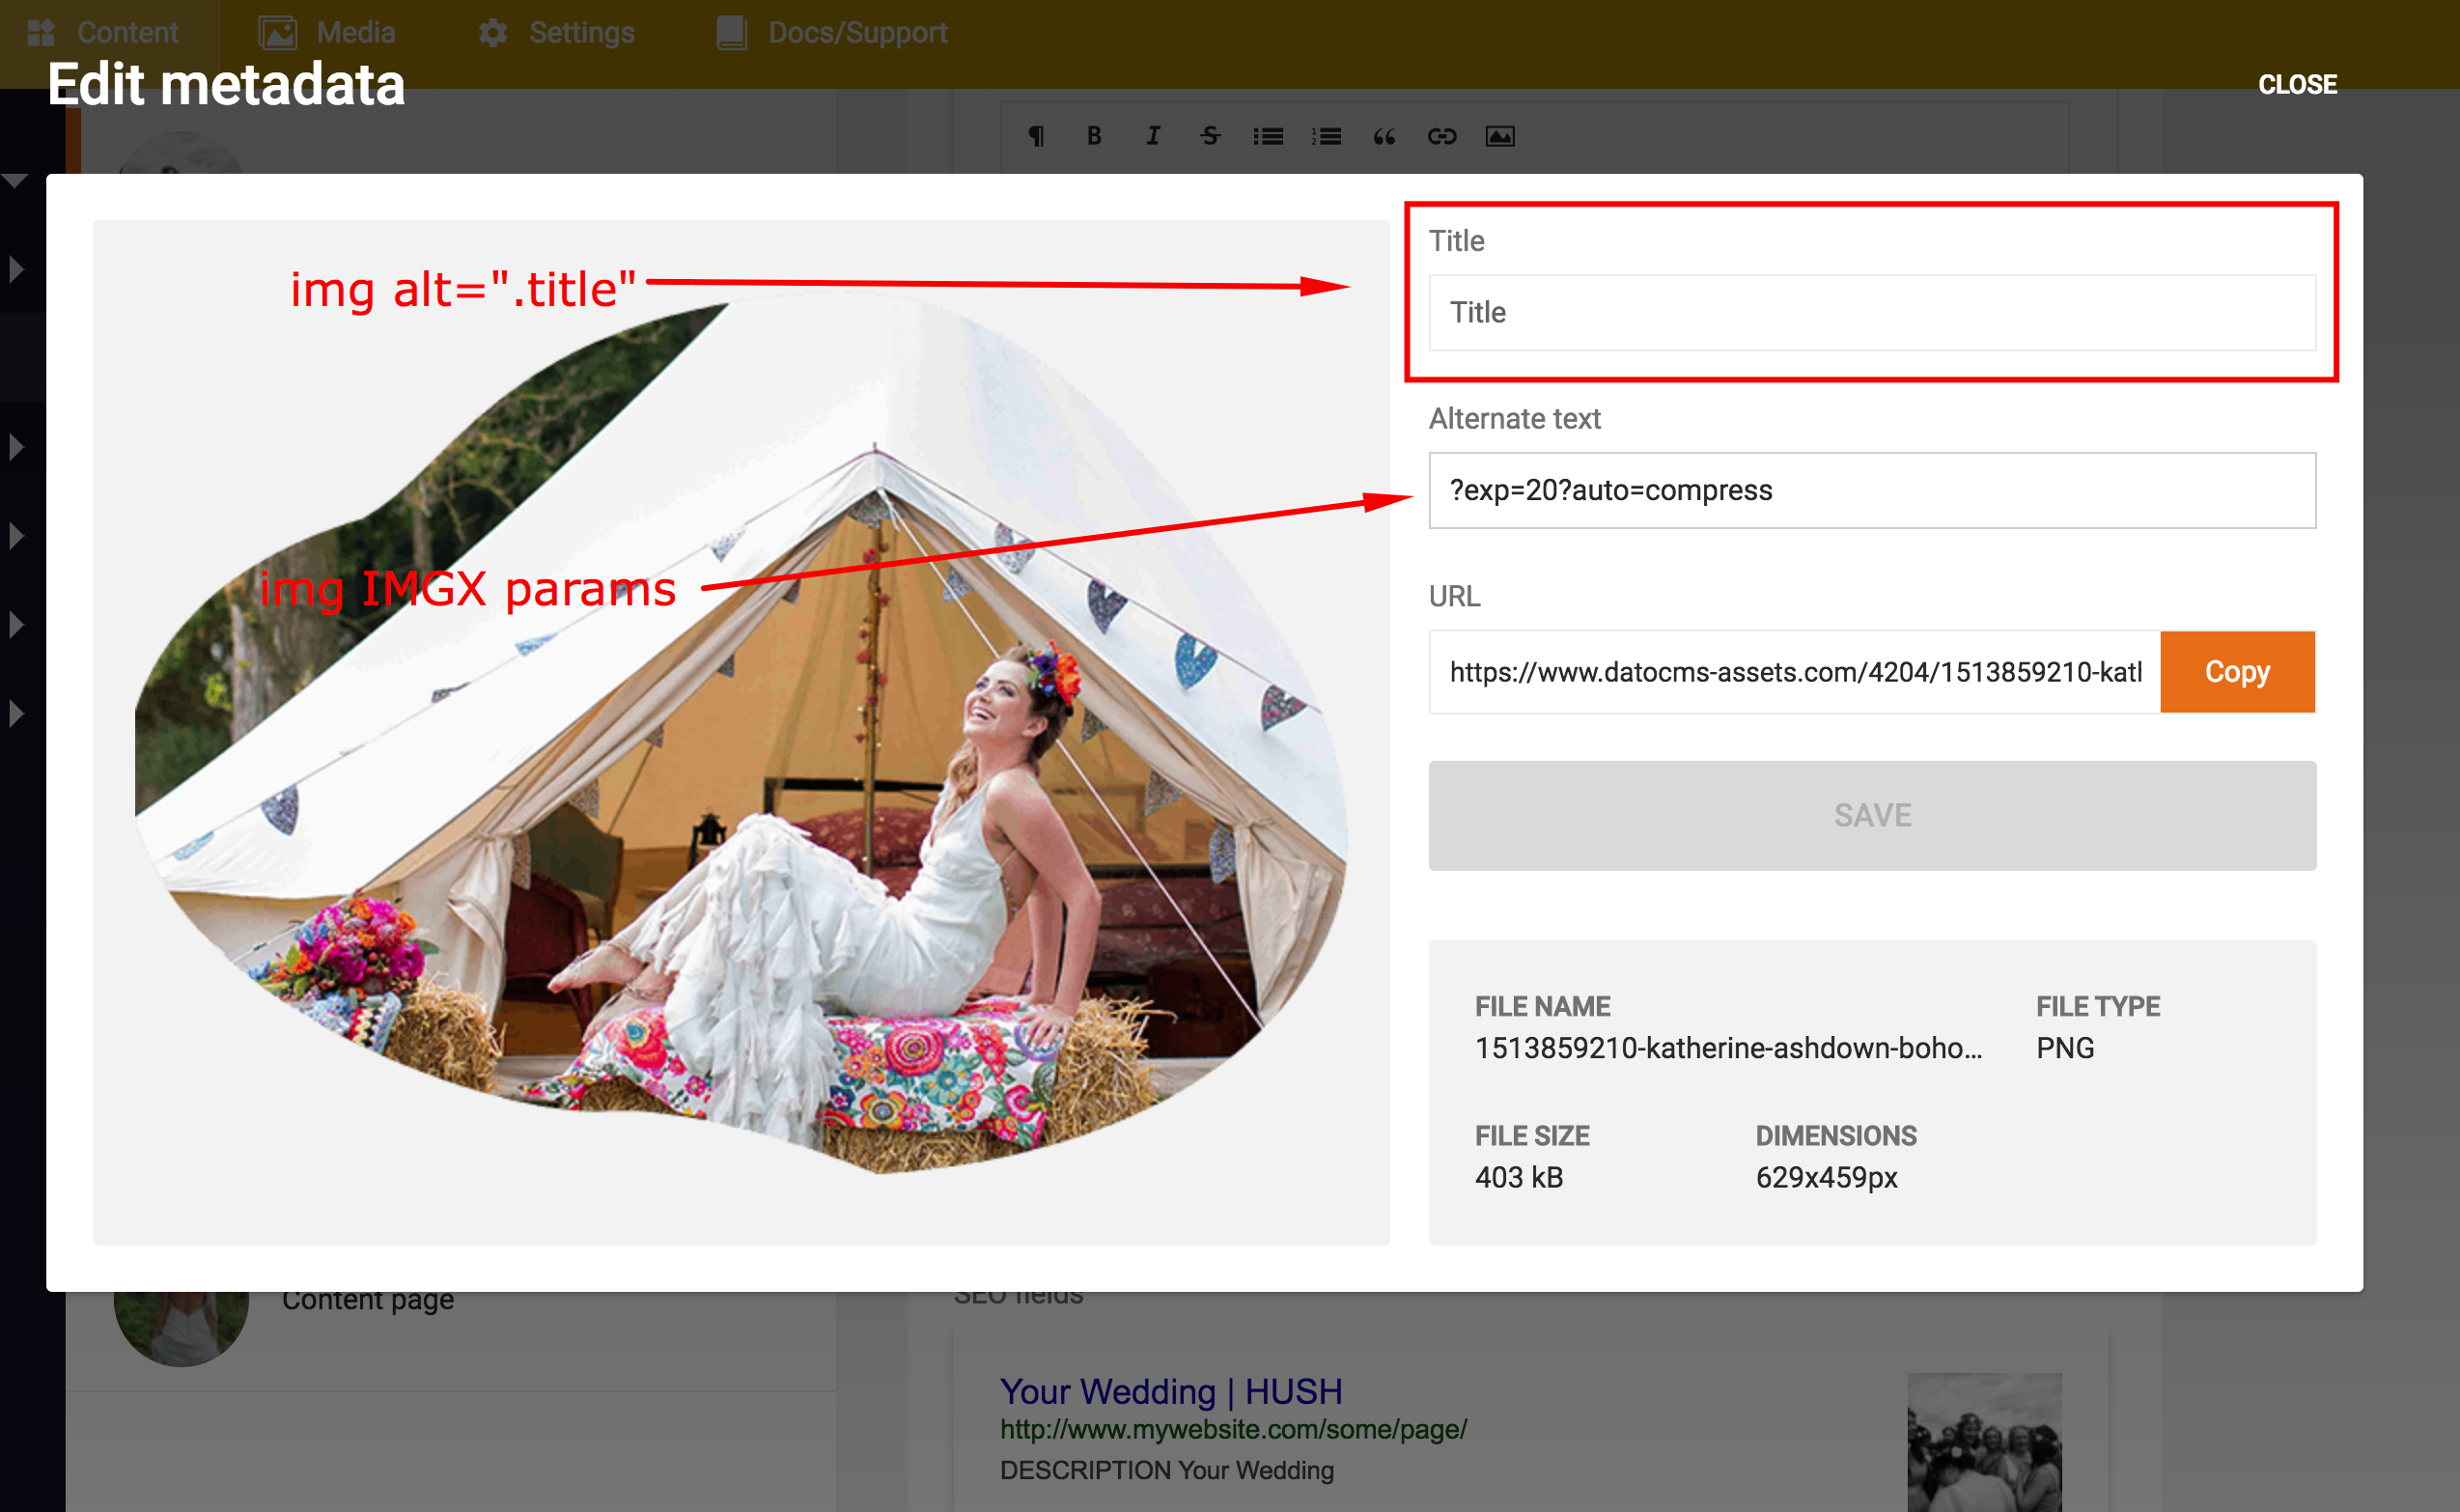 Content
Media
Settings
Docs/Support
Edit metadata
CLOSE
img alt=".title"
Title
Title
Alternate text
?exp=20?auto=compress
img IMGX params
URL
https://www.datocms-assets.com/4204/1513859210-katl
Copy
SAVE
FILE NAME
FILE TYPE
1513859210-katherine-ashdown-boho...
PNG
FILE SIZE
DIMENSIONS
403 kB
629x459px
Content page
SEO fields
Your Wedding | HUSH
http://www.mywebsite.com/some/page/
DESCRIPTION Your Wedding